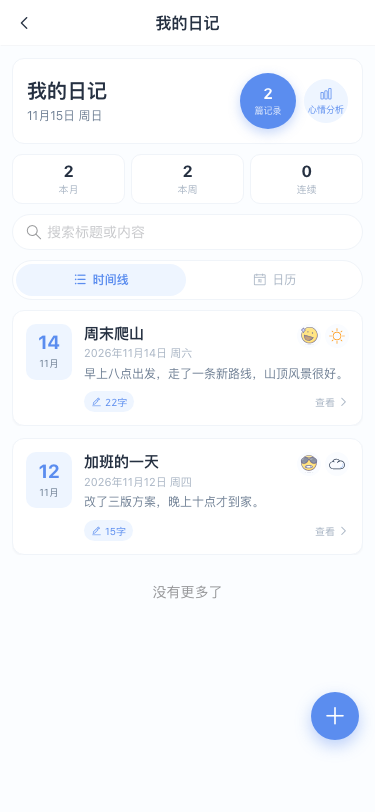 我的日记
我的日记
11月15日 周日
2
篇记录
心情分析
2
本月
2
本周
0
连续
搜索标题或内容
时间线
日历
14
11月
周末爬山
2026年11月14日 周六
早上八点出发，走了一条新路线，山顶风景很好。
22字
查看
12
11月
加班的一天
2026年11月12日 周四
改了三版方案，晚上十点才到家。
15字
查看
没有更多了